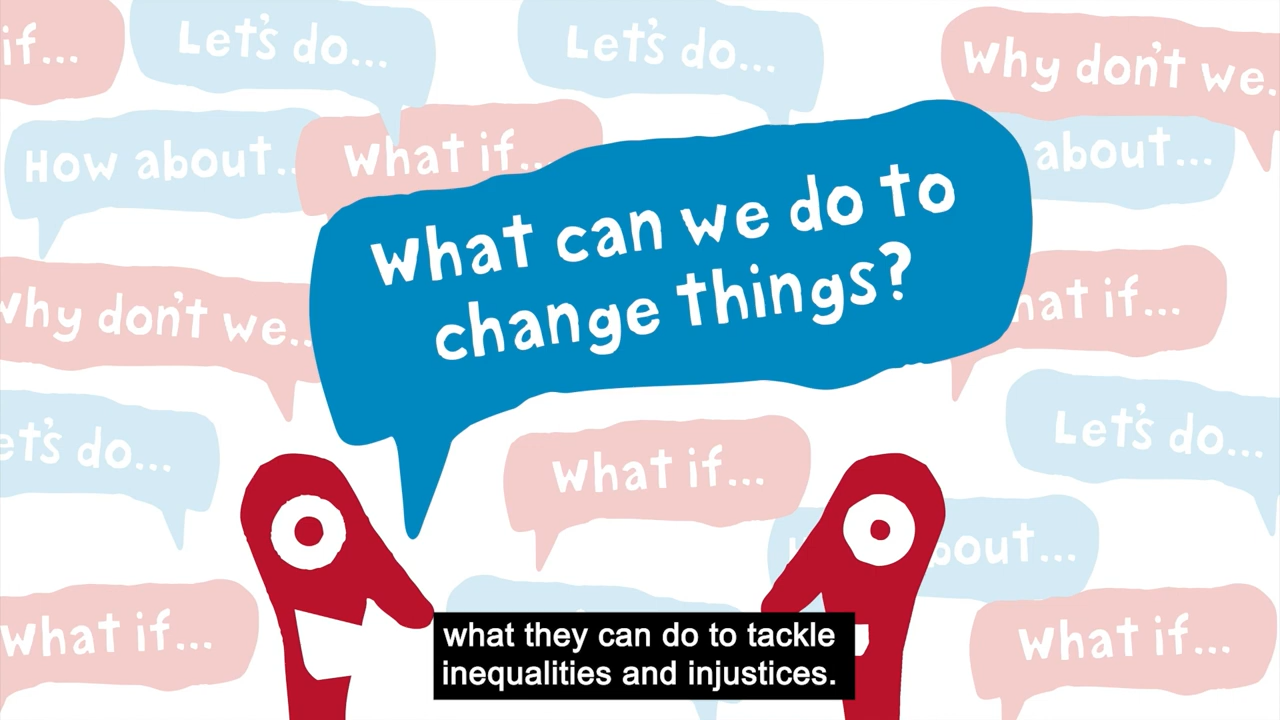 if...
Let's do...
Let's do...
Why don't we.
How about..
What if...
about...
What can we do to
change things?
Why don't we..
hat if...
et's do...
What if...
Let's do...
bout...
What if...
What if...
what they can do to tackle
inequalities and injustices.